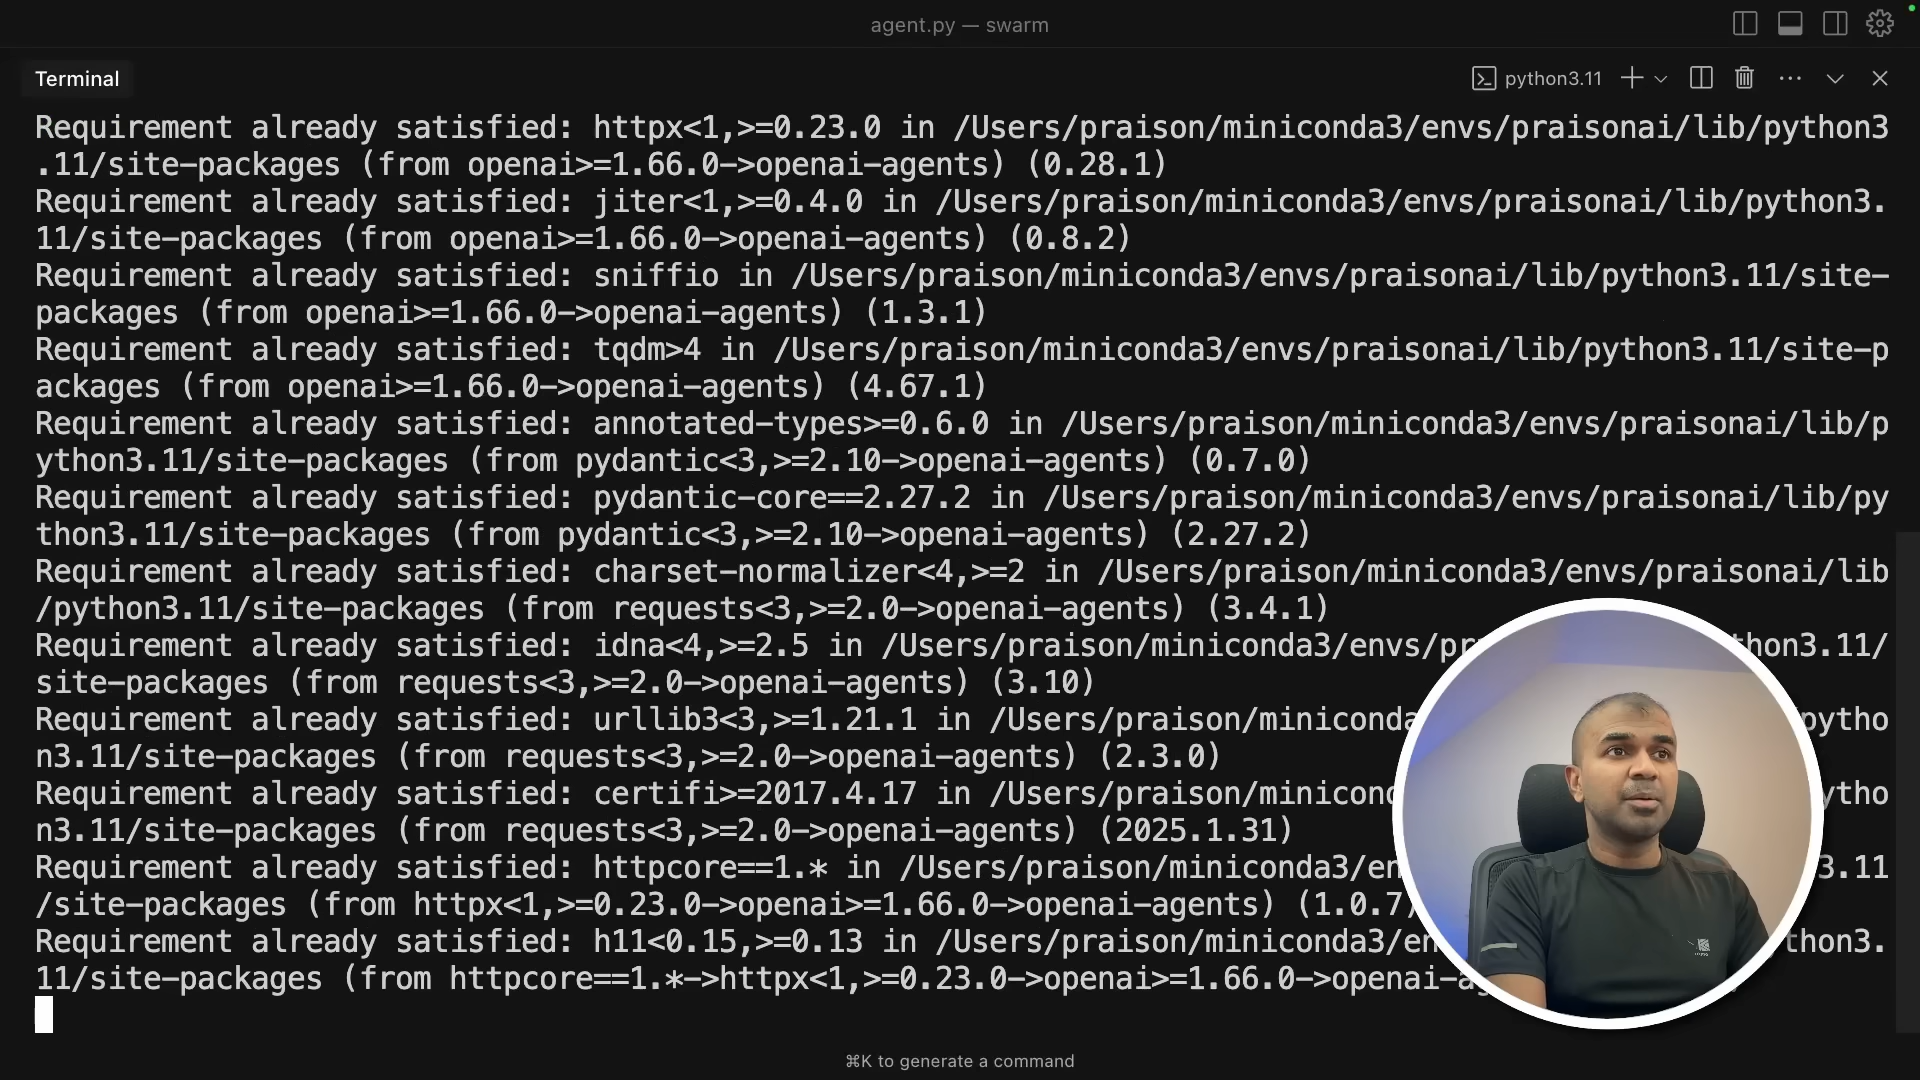 agent.py — swarm
Terminal
python3.11
Requirement already satisfied: httpx<1,>=0.23.0 in /Users/praison/miniconda3/envs/praisonai/lib/python3
.11/site-packages (from openai>=1.66.0->openai-agents) (0.28.1)
Requirement already satisfied: jiter<1,>=0.4.0 in /Users/praison/miniconda3/envs/praisonai/lib/python3.
11/site-packages (from openai>=1.66.0->openai-agents) (0.8.2)
Requirement already satisfied: sniffio in /Users/praison/miniconda3/envs/praisonai/lib/python3.11/site-
packages (from openai>=1.66.0->openai-agents) (1.3.1)
Requirement already satisfied: tqdm>4 in /Users/praison/miniconda3/envs/praisonai/lib/python3.11/site-p
ackages (from openai>=1.66.0->openai-agents) (4.67.1)
Requirement already satisfied: annotated-types>=0.6.0 in /Users/praison/miniconda3/envs/praisonai/lib/p
ython3.11/site-packages (from pydantic<3,>=2.10->openai-agents) (0.7.0)
Requirement already satisfied: pydantic-core==2.27.2 in /Users/praison/miniconda3/envs/praisonai/lib/py
thon3.11/site-packages (from pydantic<3,>=2.10->openai-agents) (2.27.2)
Requirement already satisfied: charset-normalizer<4,>=2 in /Users/praison/miniconda3/envs/praisonai/lib
/python3.11/site-packages (from requests<3,>=2.0->openai-agents) (3.4.1)
Requirement already satisfied: idna<4,>=2.5 in /Users/praison/miniconda3/envs/pr thon3.11/
site-packages (from requests<3,>=2.0->openai-agents) (3.10)
Requirement already satisfied: urllib3<3,>=1.21.1 in /Users/praison/miniconda pytho
n3.11/site-packages (from requests<3,>=2.0->openai-agents) (2.3.0)
Requirement already satisfied: certifi>=2017.4.17 in /Users/praison/minicond ytho
n3.11/site-packages (from requests<3,>=2.0->openai-agents) (2025.1.31)
Requirement already satisfied: httpcore==1.* in /Users/praison/miniconda3/en 3.11
/site-packages (from httpx<1,>=0.23.0->openai>=1.66.0->openai-agents) (1.0.7)
Requirement already satisfied: h11<0.15,>=0.13 in /Users/praison/miniconda3/en thon3.
11/site-packages (from httpcore==1.*->httpx<1,>=0.23.0->openai>=1.66.0->openai-ag
⌘K to generate a command